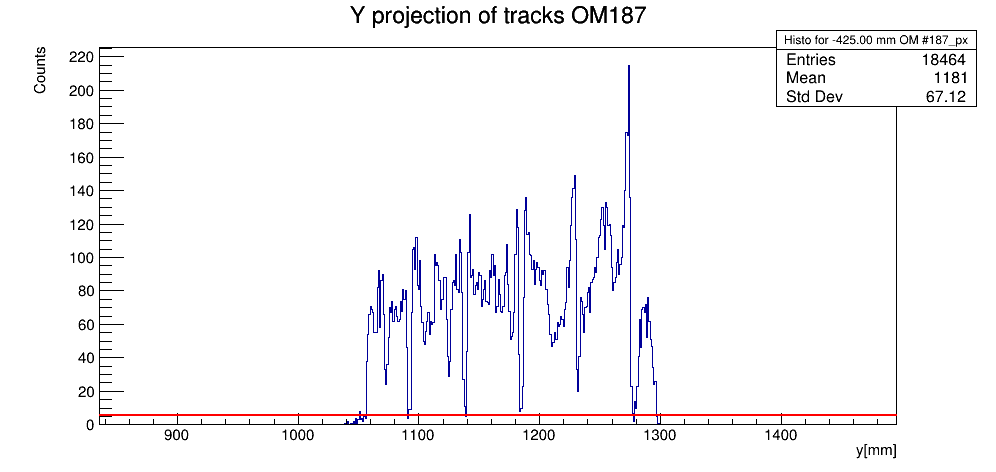 Y projection of tracks OM187
Histo for -425.00 mm OM #187_px
Entries 18464
Mean 1181
Std Dev 67.12
Counts
220
200
180
160
140
120
100
80
60
40
20
0
900 1000 1100 1200 1300 1400
y[mm]